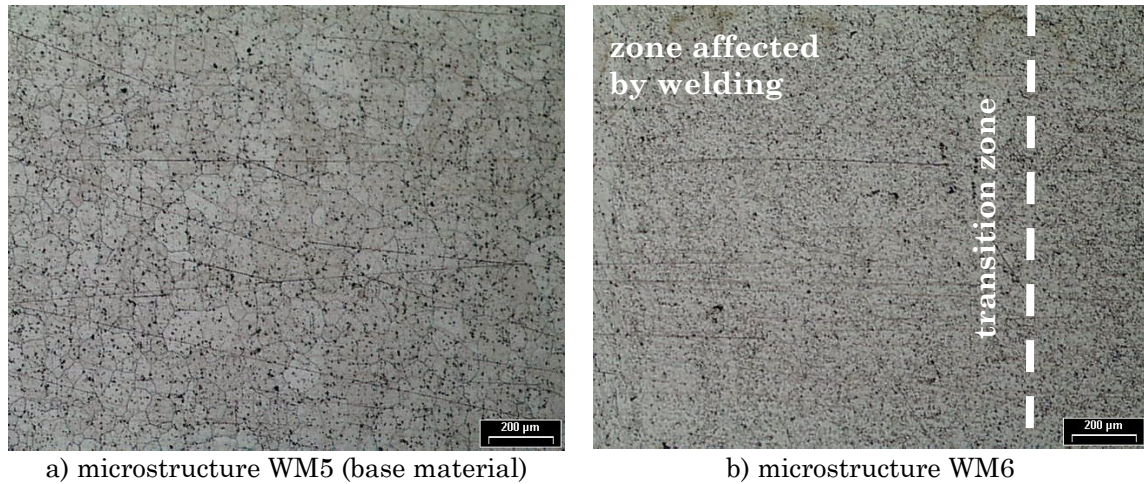 zone affected
by welding
transition zone
200 µm
200 µm
a) microstructure WM5 (base material)
b) microstructure WM6